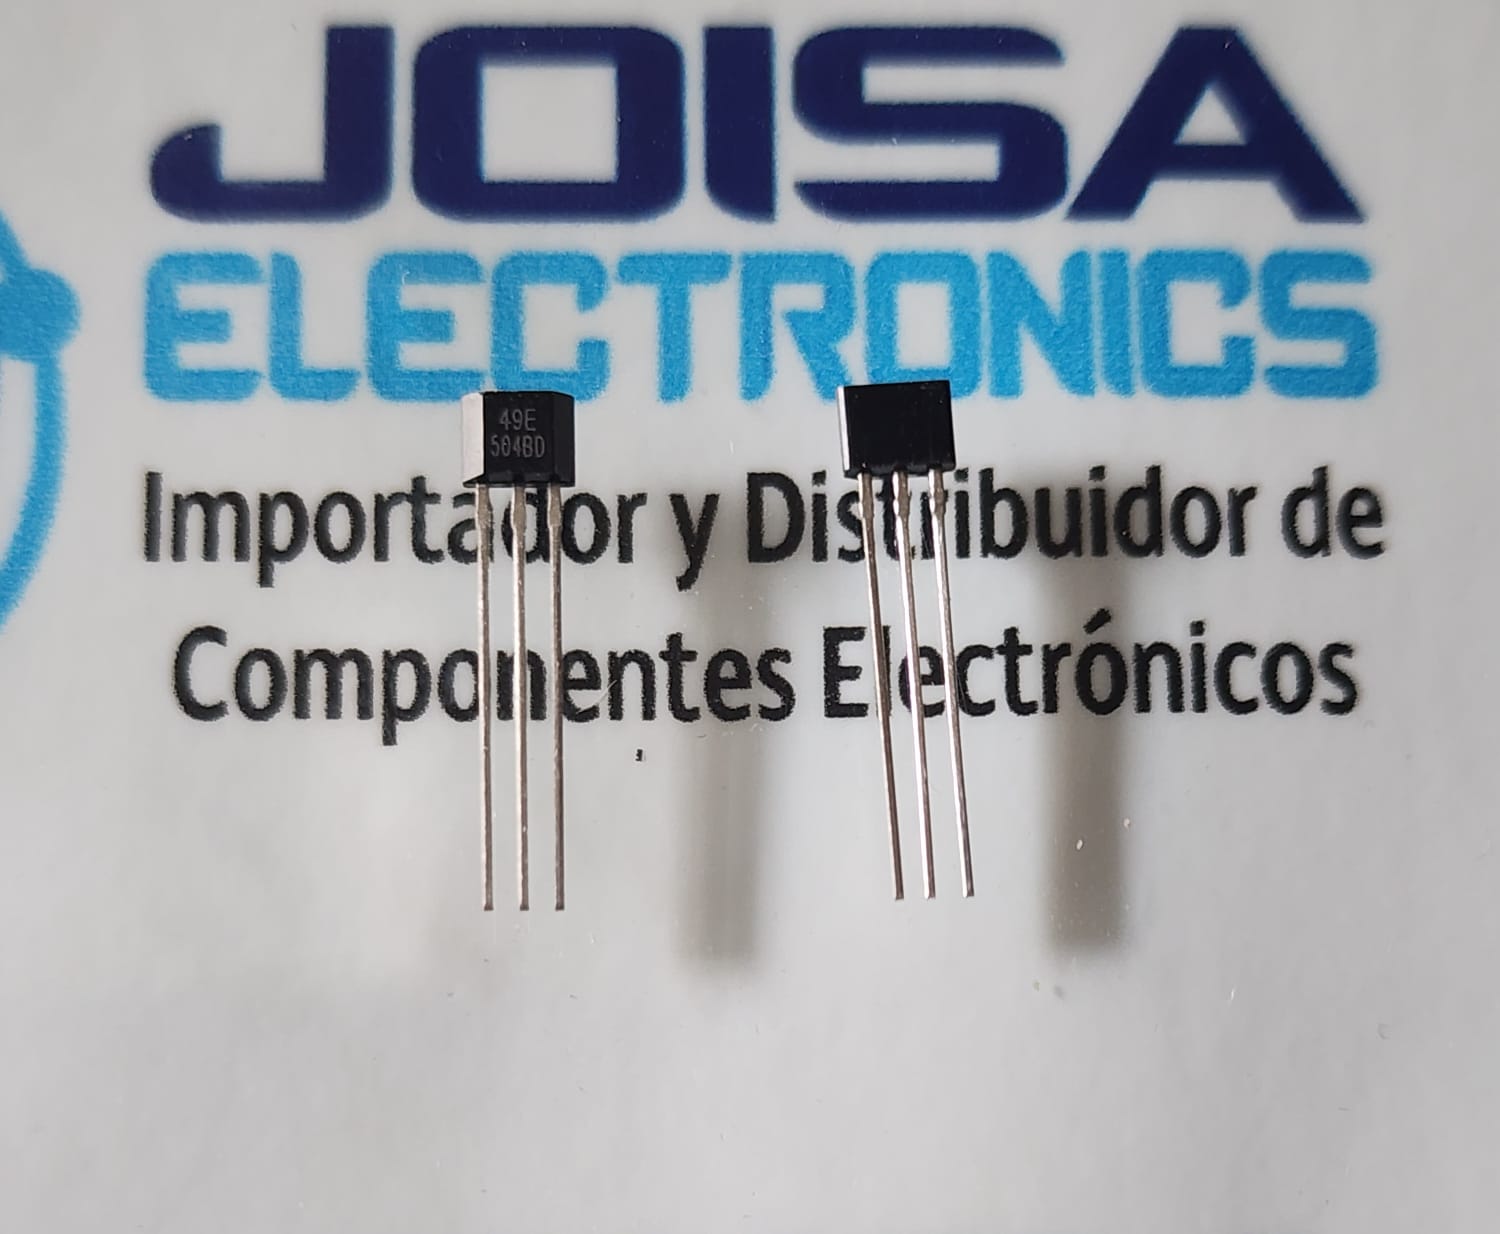 JOISA
ELECTRONICS
49E
504BD
Importador y Distribuidor de
Componentes Electrónicos